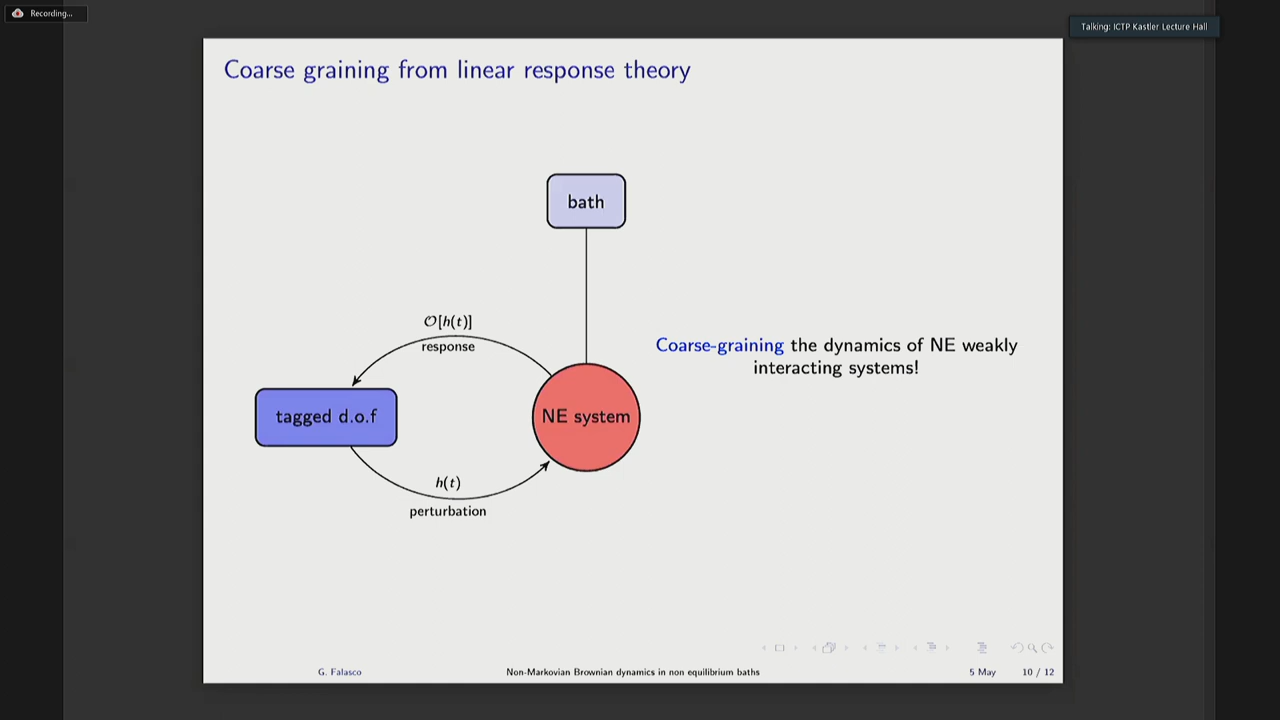 Recording...
Talking: ICTP Kastler Lecture Hall
Coarse graining from linear response theory
bath
𝒪[h(t)]
response
Coarse-graining the dynamics of NE weakly
interacting systems!
tagged d.o.f
NE system
h(t)
perturbation
G. Falasco
Non-Markovian Brownian dynamics in non equilibrium baths
5 May
10 / 12